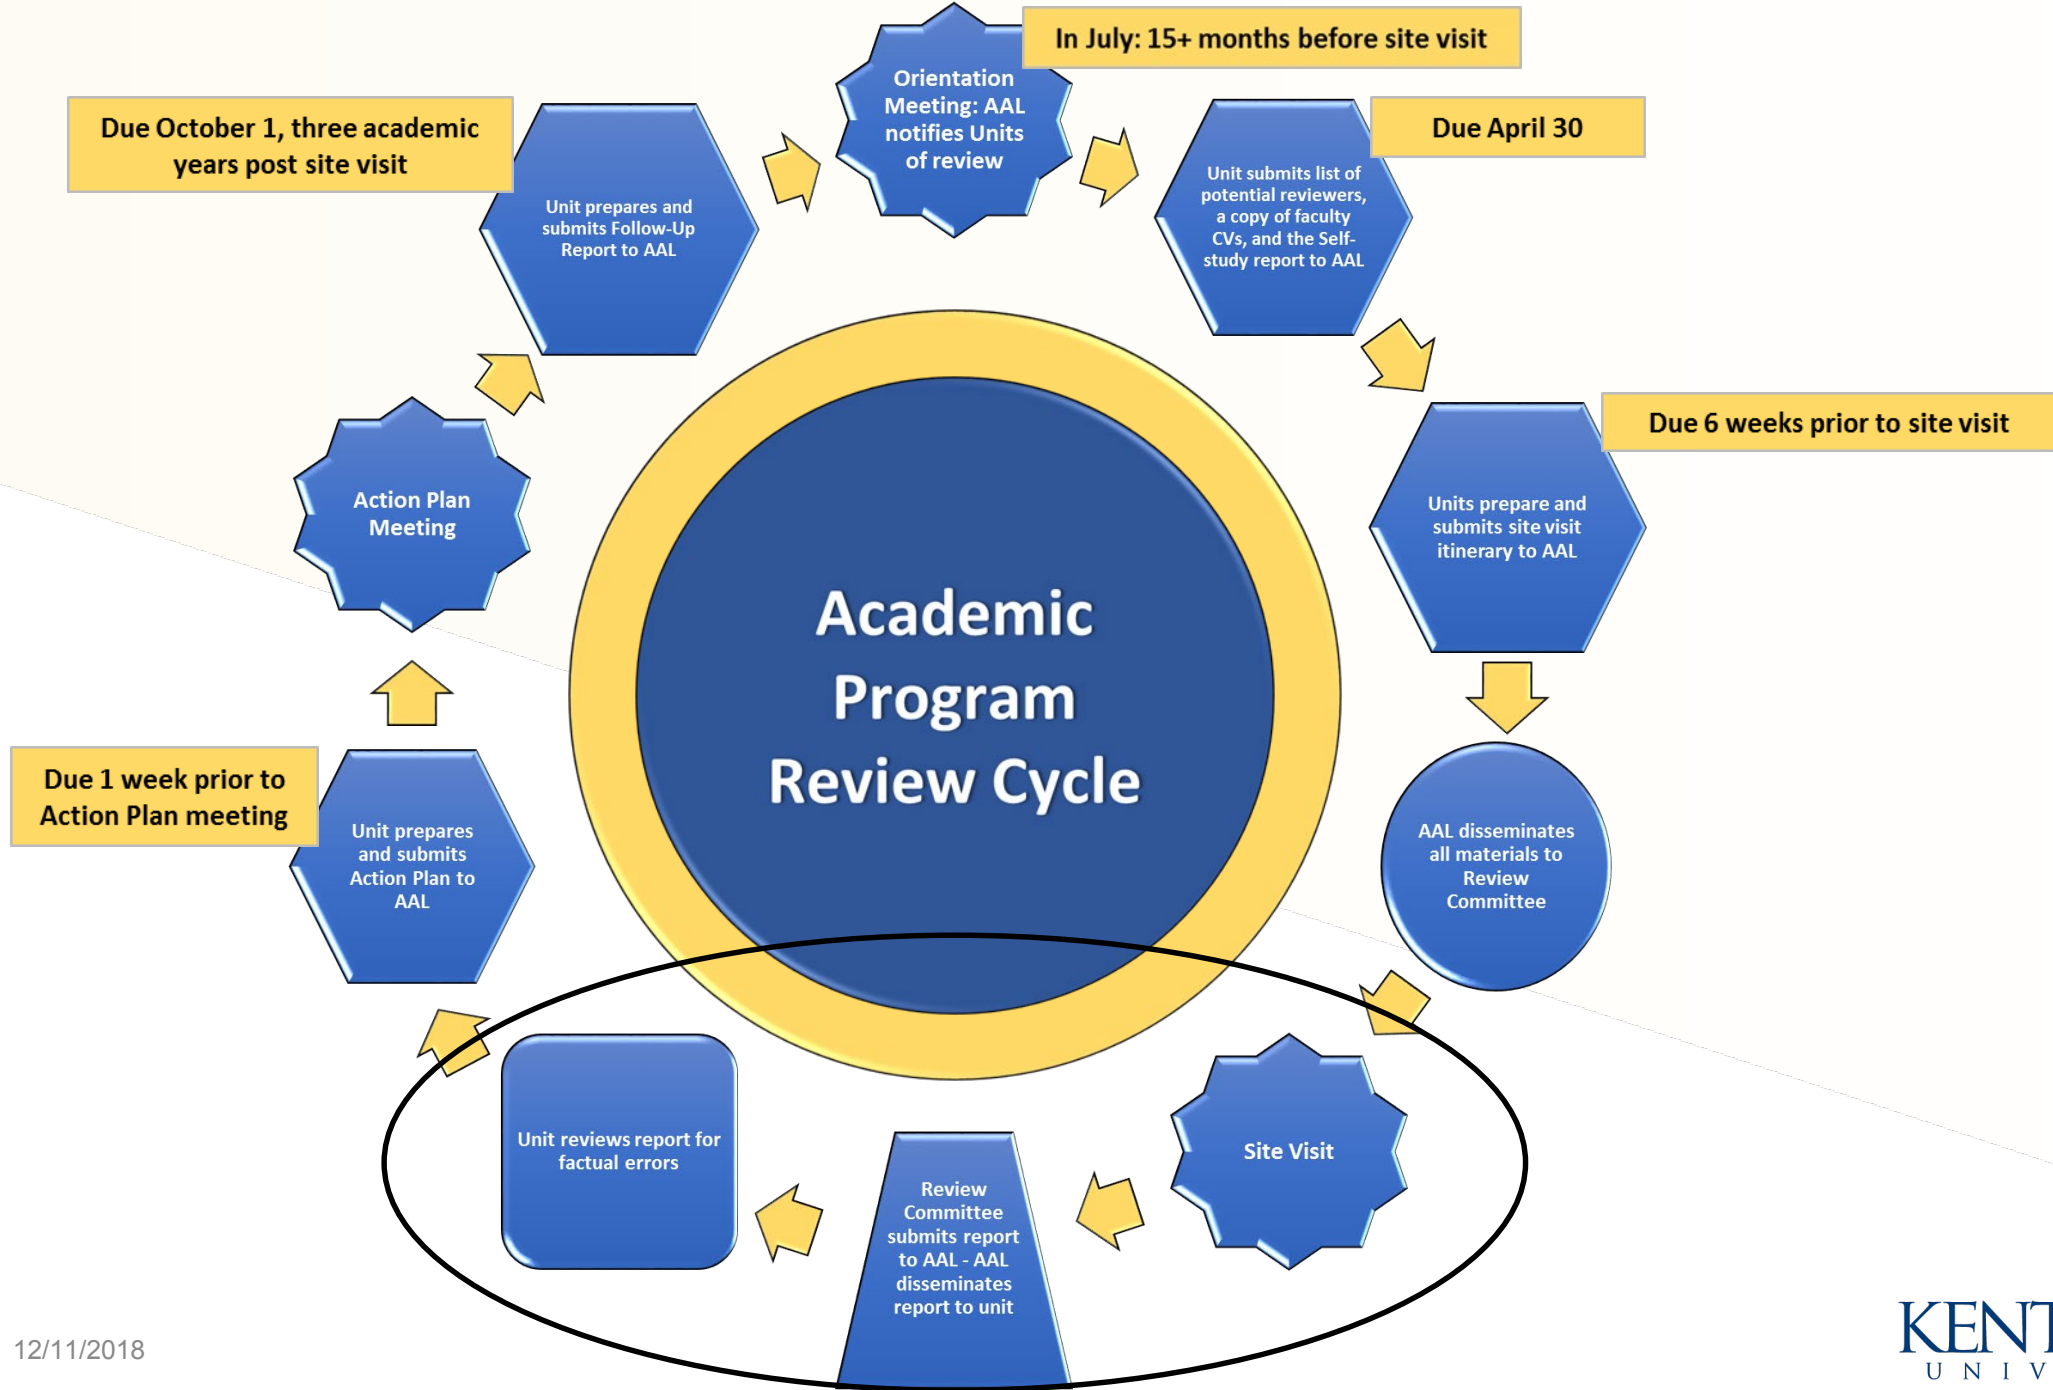 In July: 15+ months before site visit
Orientation
Meeting: AAL
notifies Units
of review
Due April 30
Unit submits list of
potential reviewers,
a copy of faculty
CVs, and the Self-
study report to AAL
Due 6 weeks prior to site visit
Units prepare and
submits site visit
itinerary to AAL
AAL disseminates
all materials to
Review
Committee
Site Visit
Review
Committee
submits report
to AAL - AAL
disseminates
report to unit
Unit reviews report for
factual errors
Due 1 week prior to
Action Plan meeting
Unit prepares
and submits
Action Plan to
AAL
Action Plan
Meeting
Due October 1, three academic
years post site visit
Unit prepares and
submits Follow-Up
Report to AAL
Academic
Program
Review Cycle
12/11/2018
KENT
UNIV